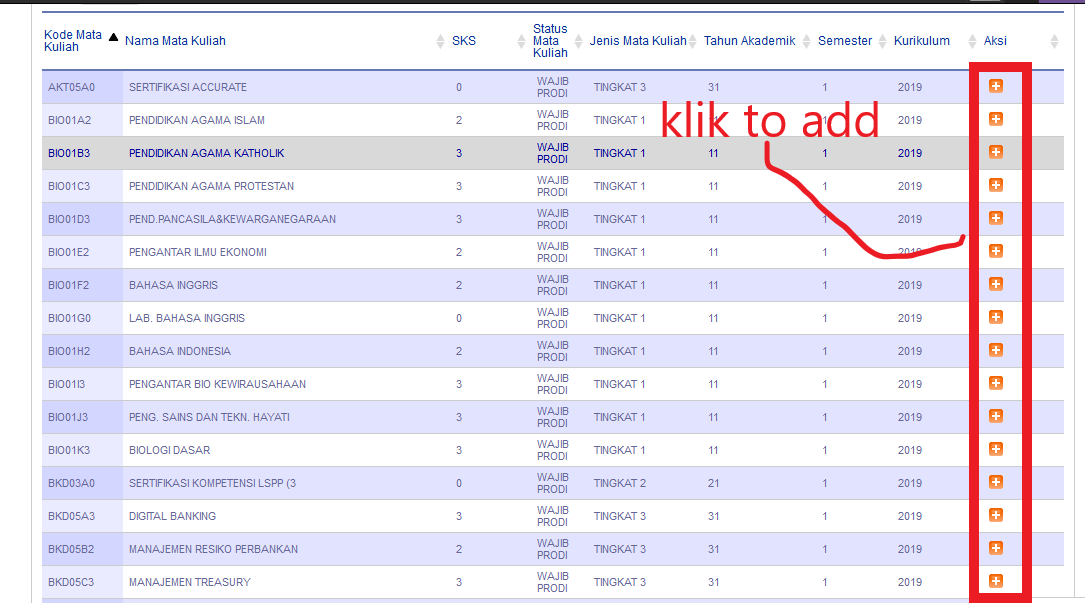 Kode Mata Kuliah Nama Mata Kuliah SKS Status Mata Kuliah Jenis Mata Kuliah Tahun Akademik Semester Kurikulum Aksi
AKT05A0 SERTIFIKASI ACCURATE 0 WAJIB PRODI TINGKAT 3 31 1 2019
BIO01A2 PENDIDIKAN AGAMA ISLAM 2 WAJIB PRODI TINGKAT 1 11 1 2019
klik to add
BIO01B3 PENDIDIKAN AGAMA KATHOLIK 3 WAJIB PRODI TINGKAT 1 11 1 2019
BIO01C3 PENDIDIKAN AGAMA PROTESTAN 3 WAJIB PRODI TINGKAT 1 11 1 2019
BIO01D3 PEND.PANCASILA&KEWARGANEGARAAN 3 WAJIB PRODI TINGKAT 1 11 1 2019
BIO01E2 PENGANTAR ILMU EKONOMI 2 WAJIB PRODI TINGKAT 1 11 1 2019
BIO01F2 BAHASA INGGRIS 2 WAJIB PRODI TINGKAT 1 11 1 2019
BIO01G0 LAB. BAHASA INGGRIS 0 WAJIB PRODI TINGKAT 1 11 1 2019
BIO01H2 BAHASA INDONESIA 2 WAJIB PRODI TINGKAT 1 11 1 2019
BIO01I3 PENGANTAR BIO KEWIRAUSAHAAN 3 WAJIB PRODI TINGKAT 1 11 1 2019
BIO01J3 PENG. SAINS DAN TEKN. HAYATI 3 WAJIB PRODI TINGKAT 1 11 1 2019
BIO01K3 BIOLOGI DASAR 3 WAJIB PRODI TINGKAT 1 11 1 2019
BKD03A0 SERTIFIKASI KOMPETENSI LSPP (3 0 WAJIB PRODI TINGKAT 2 21 1 2019
BKD05A3 DIGITAL BANKING 3 WAJIB PRODI TINGKAT 3 31 1 2019
BKD05B2 MANAJEMEN RESIKO PERBANKAN 2 WAJIB PRODI TINGKAT 3 31 1 2019
BKD05C3 MANAJEMEN TREASURY 3 WAJIB PRODI TINGKAT 3 31 1 2019